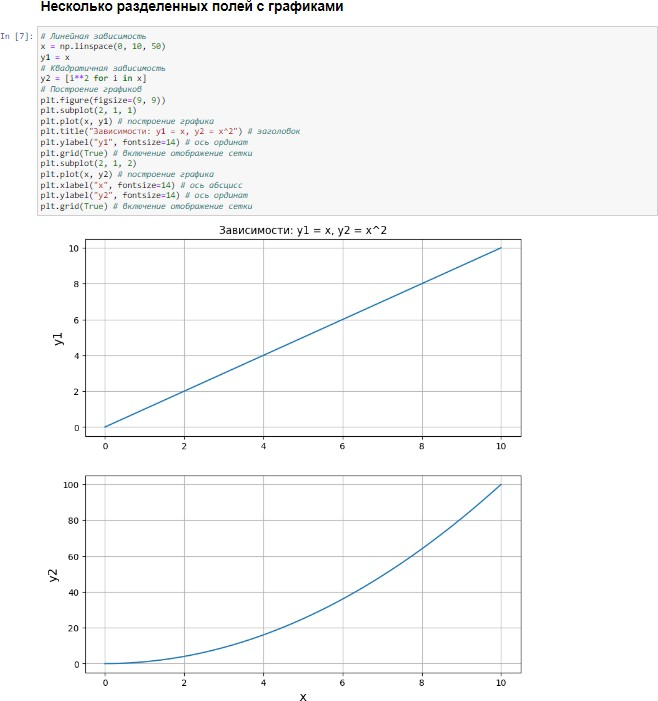 Несколько разделенных полей с графиками
In [7]:
# Линейная зависимость
x = np.linspace(0, 10, 50)
y1 = x
# Квадратичная зависимость
y2 = [i**2 for i in x]
# Построение графиков
plt.figure(figsize=(9, 9))
plt.subplot(2, 1, 1)
plt.plot(x, y1) # построение графика
plt.title("Зависимости: y1 = x, y2 = x^2") # заголовок
plt.ylabel("y1", fontsize=14) # ось ординат
plt.grid(True) # включение отображение сетки
plt.subplot(2, 1, 2)
plt.plot(x, y2) # построение графика
plt.xlabel("x", fontsize=14) # ось абсцисс
plt.ylabel("y2", fontsize=14) # ось ординат
plt.grid(True) # включение отображение сетки
Зависимости: y1 = x, y2 = x^2
10
8
6
4
2
0
y1
0 2 4 6 8 10
100
80
60
40
20
0
y2
0 2 4 6 8 10
x